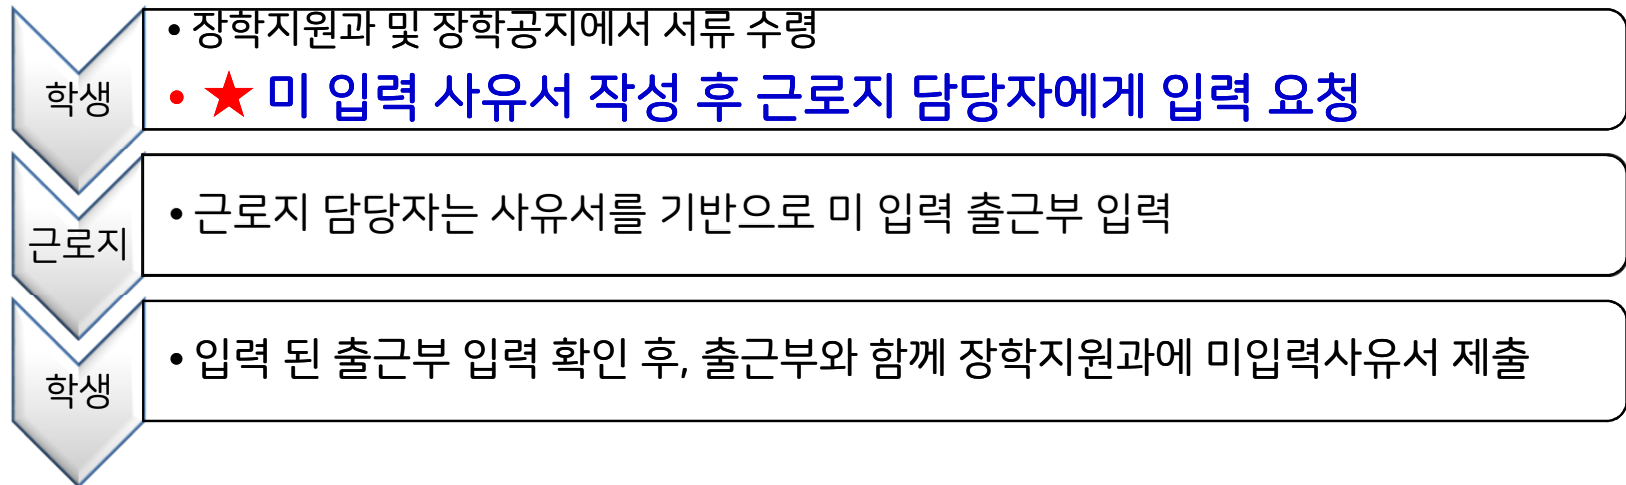 학생
• 장학지원과 및 장학공지에서 서류 수령
• ★ 미 입력 사유서 작성 후 근로지 담당자에게 입력 요청
근로지
• 근로지 담당자는 사유서를 기반으로 미 입력 출근부 입력
학생
• 입력 된 출근부 입력 확인 후, 출근부와 함께 장학지원과에 미입력사유서 제출